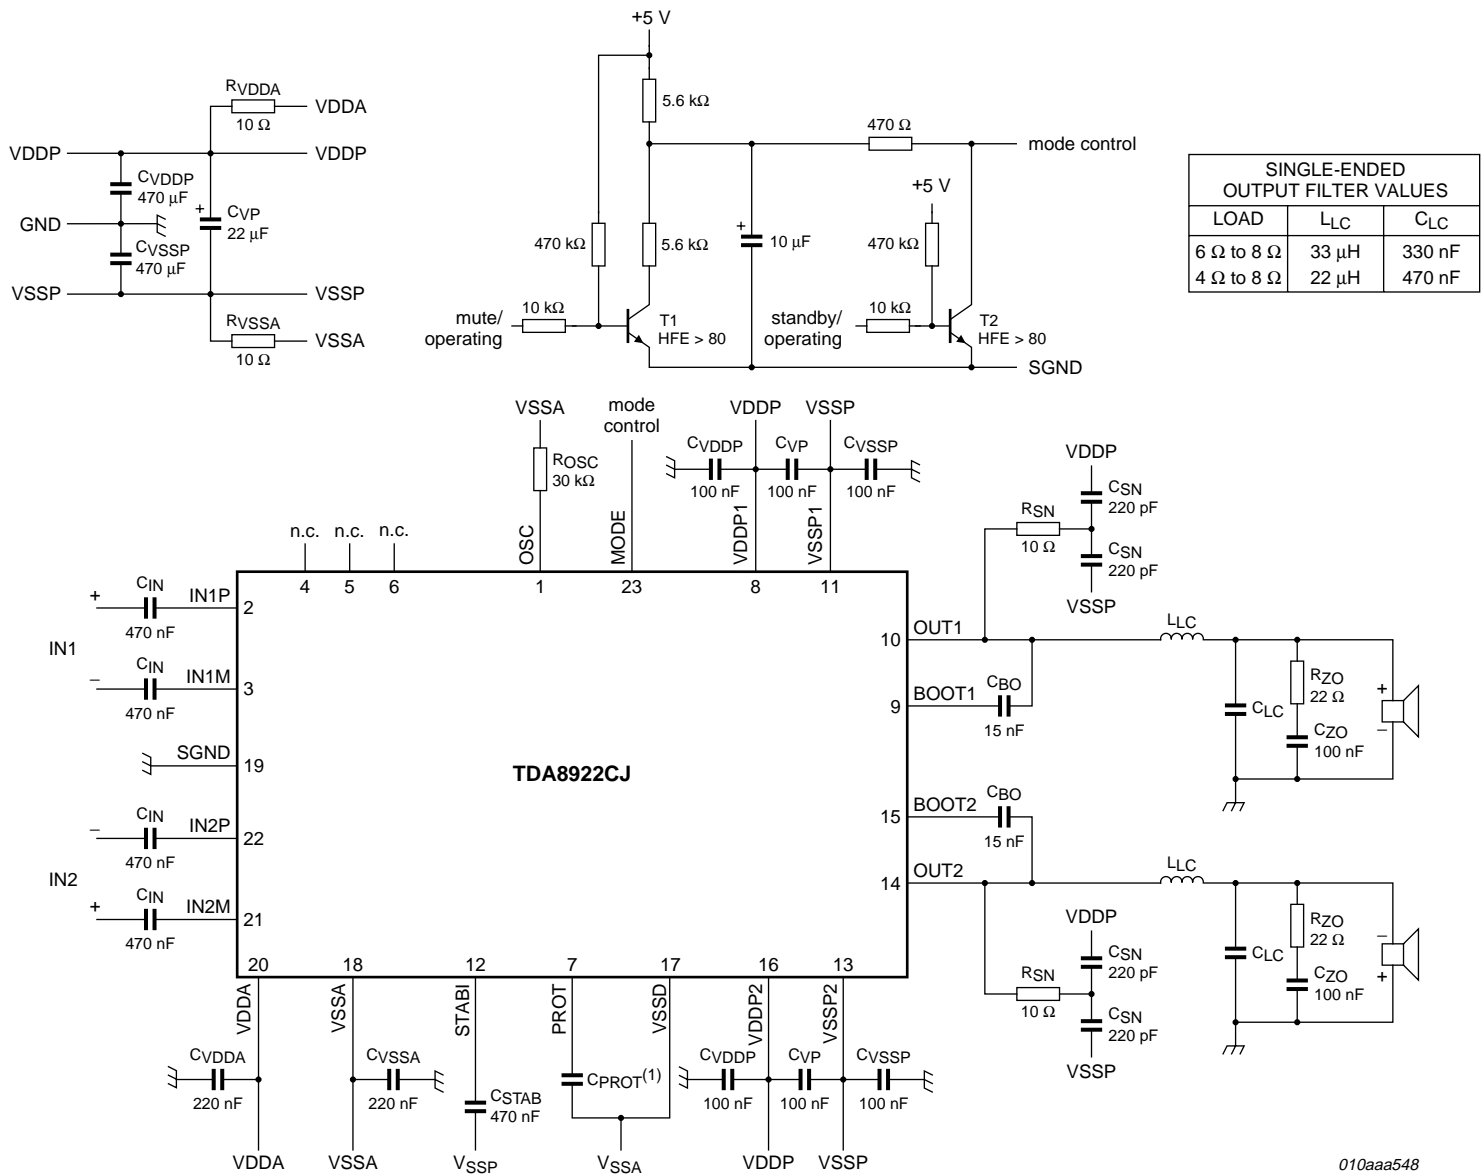 +5 V
RVDDA
VDDA
10 Ω
5.6 kΩ
VDDP
VDDP
CVDDP
470 μF
GND
CVP
22 μF
CVSSP
470 μF
VSSP
VSSP
RVSSA
VSSA
10 Ω
470 Ω
mode control
+5 V
470 kΩ
5.6 kΩ
10 μF
470 kΩ
mute/
operating
10 kΩ
T1
HFE > 80
standby/
operating
10 kΩ
T2
HFE > 80
SGND
SINGLE-ENDED
OUTPUT FILTER VALUES
LOAD LLC CLC
6 Ω to 8 Ω 33 μH 330 nF
4 Ω to 8 Ω 22 μH 470 nF
VSSA
ROSC
30 kΩ
OSC
1
mode
control
MODE
23
VDDP
VSSP
CVDDP
100 nF
CVP
100 nF
CVSSP
100 nF
VDDP1
8
VSSP1
11
n.c.
n.c.
n.c.
4
5
6
IN1
+
CIN
470 nF
IN1P
2
−
CIN
470 nF
IN1M
3
SGND
19
IN2
−
CIN
470 nF
IN2P
22
+
CIN
470 nF
IN2M
21
TDA8922CJ
VDDP
CSN
220 pF
RSN
10 Ω
CSN
220 pF
VSSP
10
OUT1
LLC
9
BOOT1
CBO
15 nF
CLC
RZO
22 Ω
CZO
100 nF
+
−
15
BOOT2
CBO
15 nF
14
OUT2
LLC
VDDP
CSN
220 pF
RSN
10 Ω
CSN
220 pF
VSSP
CLC
RZO
22 Ω
CZO
100 nF
−
+
20
18
12
7
17
16
13
VDDA
VSSA
STABI
PROT
VSSD
VDDP2
VSSP2
CVDDA
220 nF
CVSSA
220 nF
CSTAB
470 nF
CPROT(1)
CVDDP
100 nF
CVP
100 nF
CVSSP
100 nF
VDDA
VSSA
VSSP
VSSA
VDDP
VSSP
010aaa548